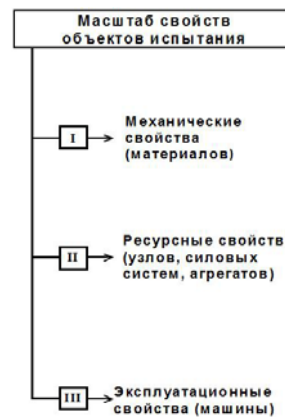 Масштаб свойств
объектов испытания
I
Механические
свойства
(материалов)
II
Ресурсные свойств
(узлов, силовых
систем, агрегатов)
III
Эксплуатационные
свойства (машины)